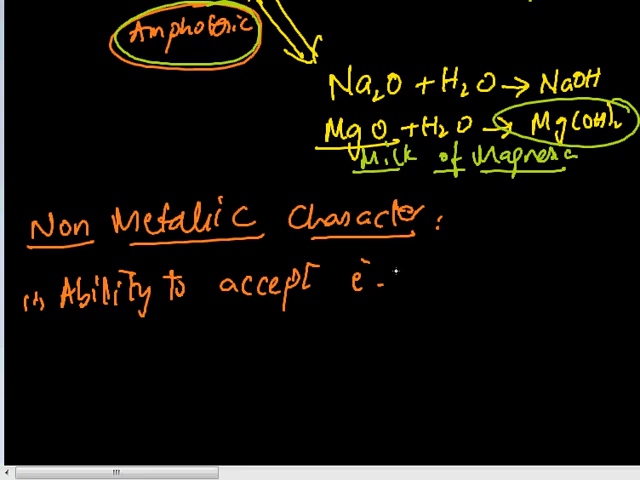 Amphoteric
Na₂O + H₂O → NaOH
MgO + H₂O → Mg(OH)₂
Milk of Magnesia
Non Metallic Character :
(i) Ability to accept e⁻.